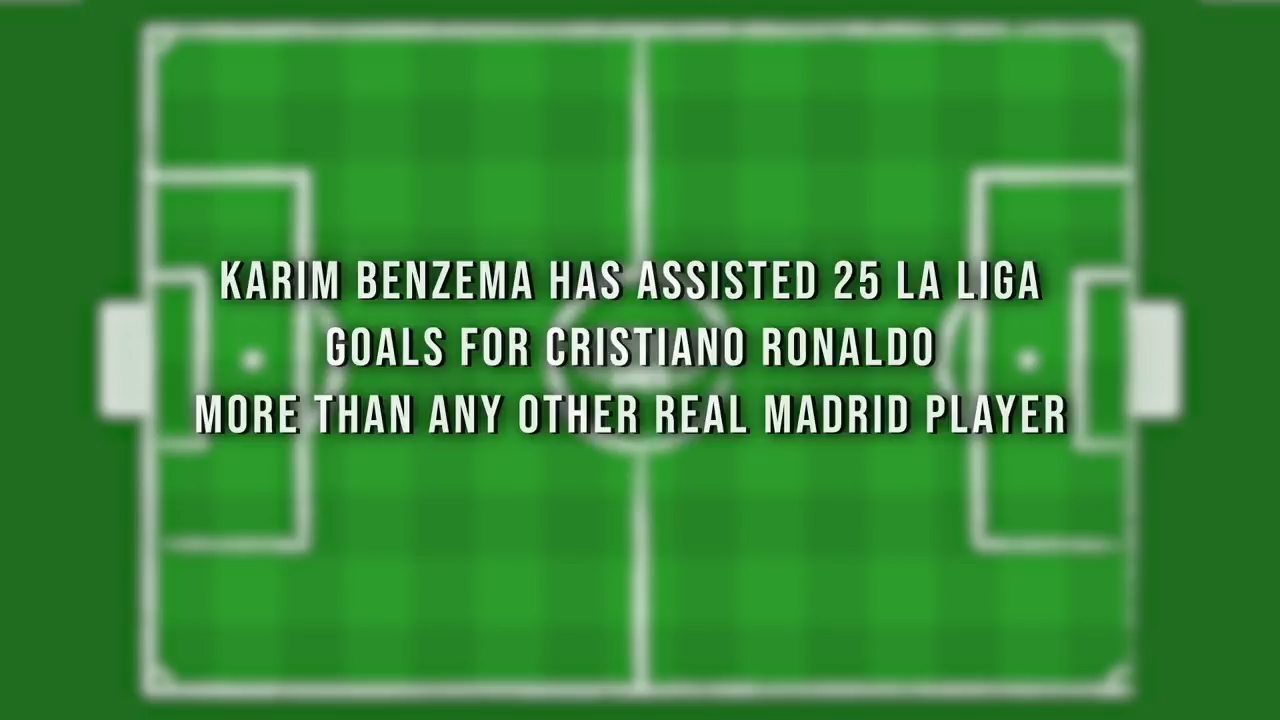 KARIM BENZEMA HAS ASSISTED 25 LA LIGA
GOALS FOR CRISTIANO RONALDO
MORE THAN ANY OTHER REAL MADRID PLAYER